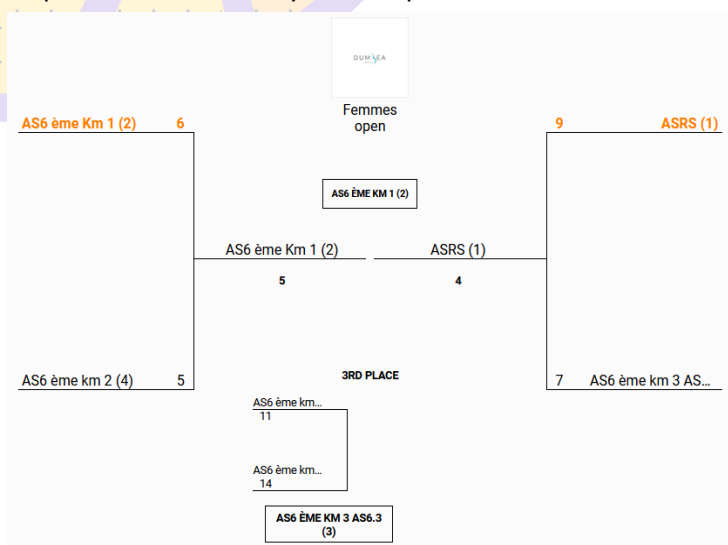 DUMBEA
Femmes
open
AS6 ème Km 1 (2) 6
9 ASRS (1)
AS6 ÈME KM 1 (2)
AS6 ème Km 1 (2)
ASRS (1)
5
4
AS6 ème km 2 (4) 5
7 AS6 ème km 3 AS...
3RD PLACE
AS6 ème km...
11
AS6 ème km...
14
AS6 ÈME KM 3 AS6.3
(3)